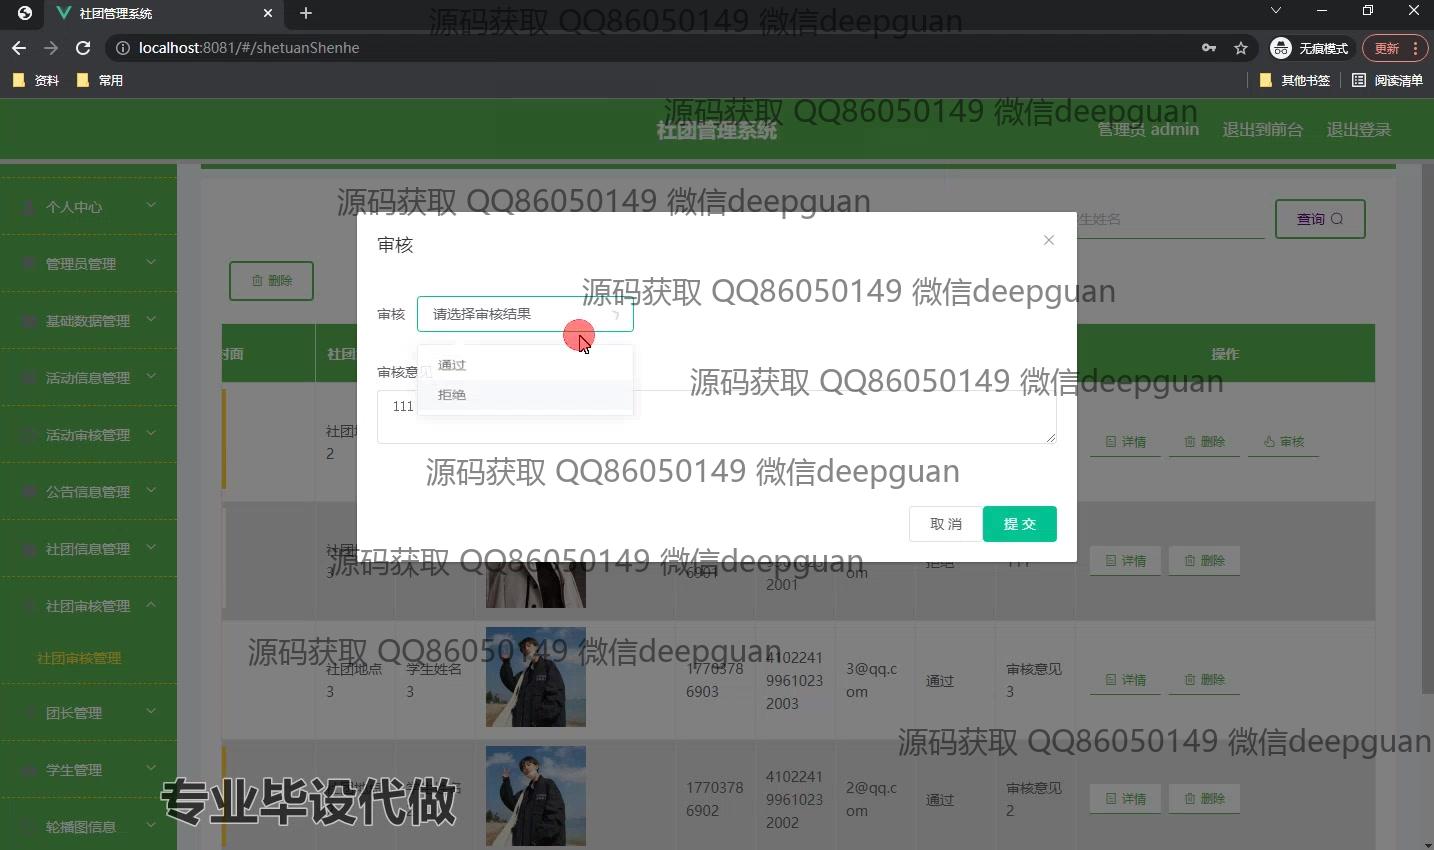 社团管理系统
localhost:8081/#/shetuanShenhe
无痕模式
更新
资料
常用
其他书签
阅读清单
源码获取 QQ86050149 微信deepguan
源码获取 QQ86050149 微信deepguan
社团管理系统
管理员 admin
退出到前台
退出登录
源码获取 QQ86050149 微信deepguan
个人中心
管理员管理
基础数据管理
活动信息管理
活动审核管理
公告信息管理
社团信息管理
社团审核管理
社团审核管理
团长管理
学生管理
轮播图信息
生姓名
查询
删除
审核
源码获取 QQ86050149 微信deepguan
审核 请选择审核结果
通过
拒绝
审核意见
111
源码获取 QQ86050149 微信deepguan
源码获取 QQ86050149 微信deepguan
取 消
提 交
封面
社团
操作
社团地
2
详情 删除 审核
源码获取 QQ86050149 微信deepguan
3
6901
2001
om
拒绝
111
详情 删除
源码获取 QQ86050149 微信deepguan
社团地点
3
学生姓名
3
1770378
6903
4102241
9961023
2003
3@qq.c
om
通过
审核意见
3
详情 删除
源码获取 QQ86050149 微信deepguan
1770378
6902
4102241
9961023
2002
2@qq.c
om
通过
审核意见
2
详情 删除
专业毕设代做